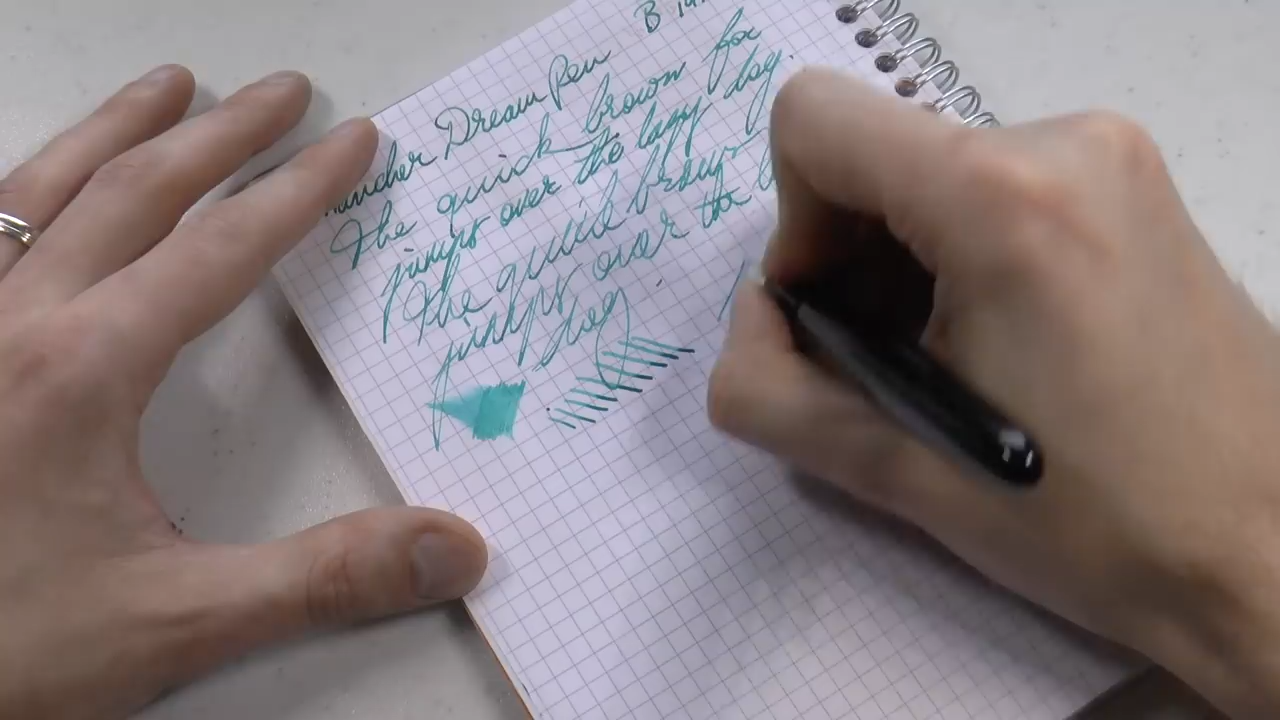 B
Dream Pen
The quick brown fox
jumps over the lazy dog.
The quick brown
jumps over the
dog